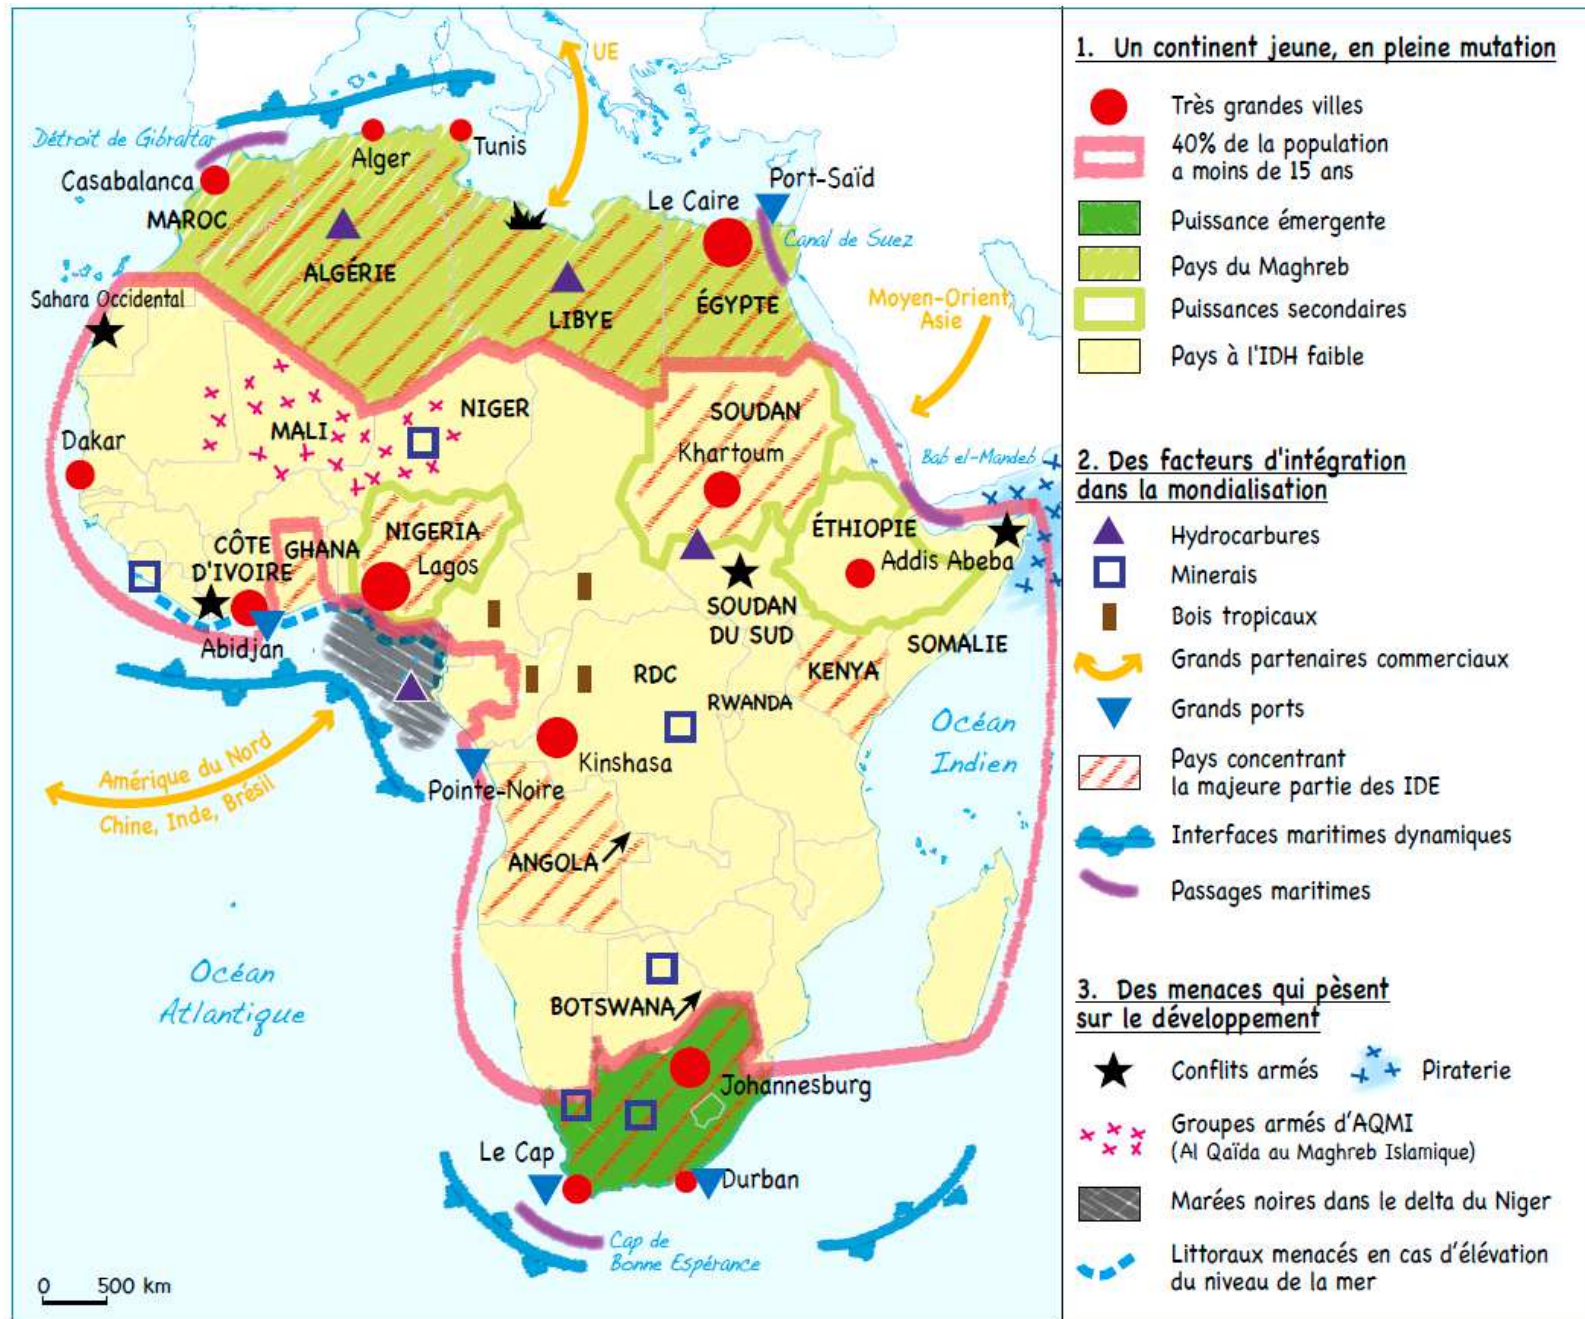 UE
Détroit de Gibraltar
Alger
Tunis
Casabalanca
MAROC
Le Caire
Port-Saïd
Canal de Suez
ALGÉRIE
LIBYE
ÉGYPTE
Moyen-Orient,
Asie
Sahara Occidental
MALI
NIGER
SOUDAN
Khartoum
Dakar
Bab el-Mandeb
CÔTE
D'IVOIRE
GHANA
NIGERIA
Lagos
ÉTHIOPIE
Addis Abeba
Abidjan
SOUDAN
DU SUD
SOMALIE
RDC
KENYA
RWANDA
Océan
Indien
Kinshasa
Pointe-Noire
Amérique du Nord
Chine, Inde, Brésil
ANGOLA
Océan
Atlantique
BOTSWANA
Johannesburg
Le Cap
Durban
Cap de
Bonne Espérance
0 500 km
1. Un continent jeune, en pleine mutation
Très grandes villes
40% de la population
a moins de 15 ans
Puissance émergente
Pays du Maghreb
Puissances secondaires
Pays à l'IDH faible
2. Des facteurs d'intégration
dans la mondialisation
Hydrocarbures
Minerais
Bois tropicaux
Grands partenaires commerciaux
Grands ports
Pays concentrant
la majeure partie des IDE
Interfaces maritimes dynamiques
Passages maritimes
3. Des menaces qui pèsent
sur le développement
Conflits armés
Piraterie
Groupes armés d'AQMI
(Al Qaïda au Maghreb Islamique)
Marées noires dans le delta du Niger
Littoraux menacés en cas d'élévation
du niveau de la mer